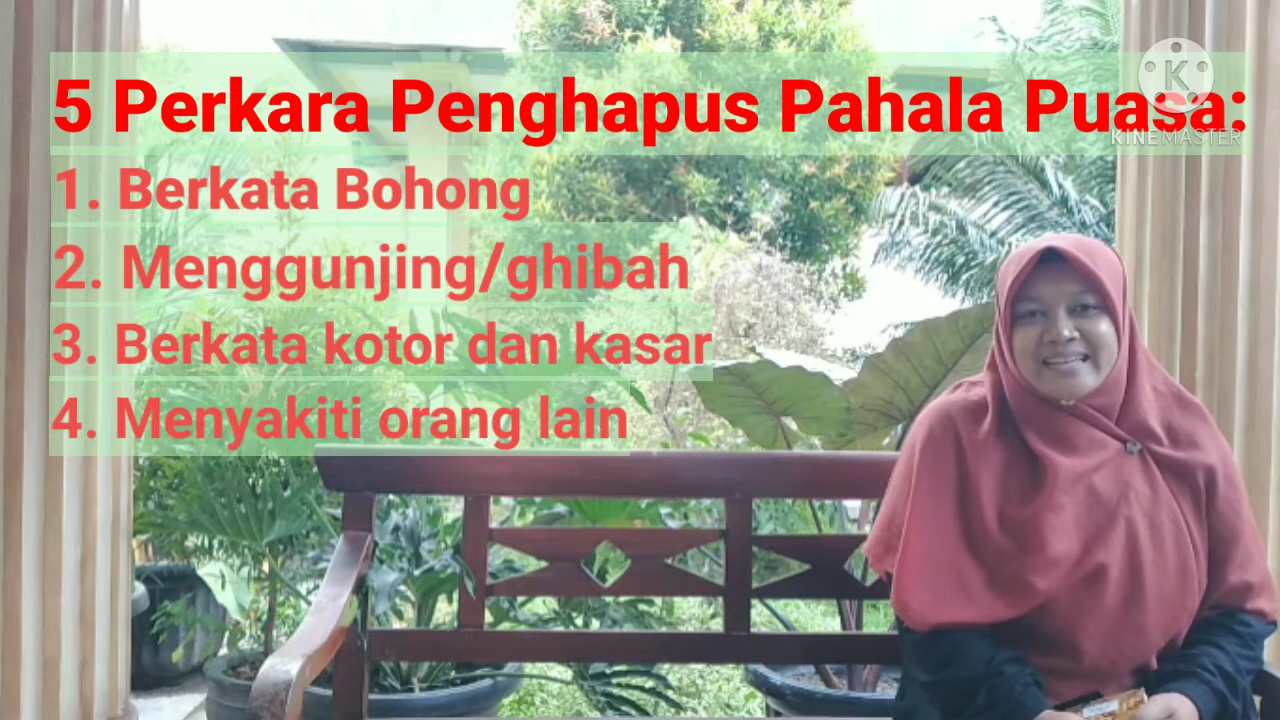 5 Perkara Penghapus Pahala Puasa:
1. Berkata Bohong
2. Menggunjing/ghibah
3. Berkata kotor dan kasar
4. Menyakiti orang lain
K
KINEMASTER